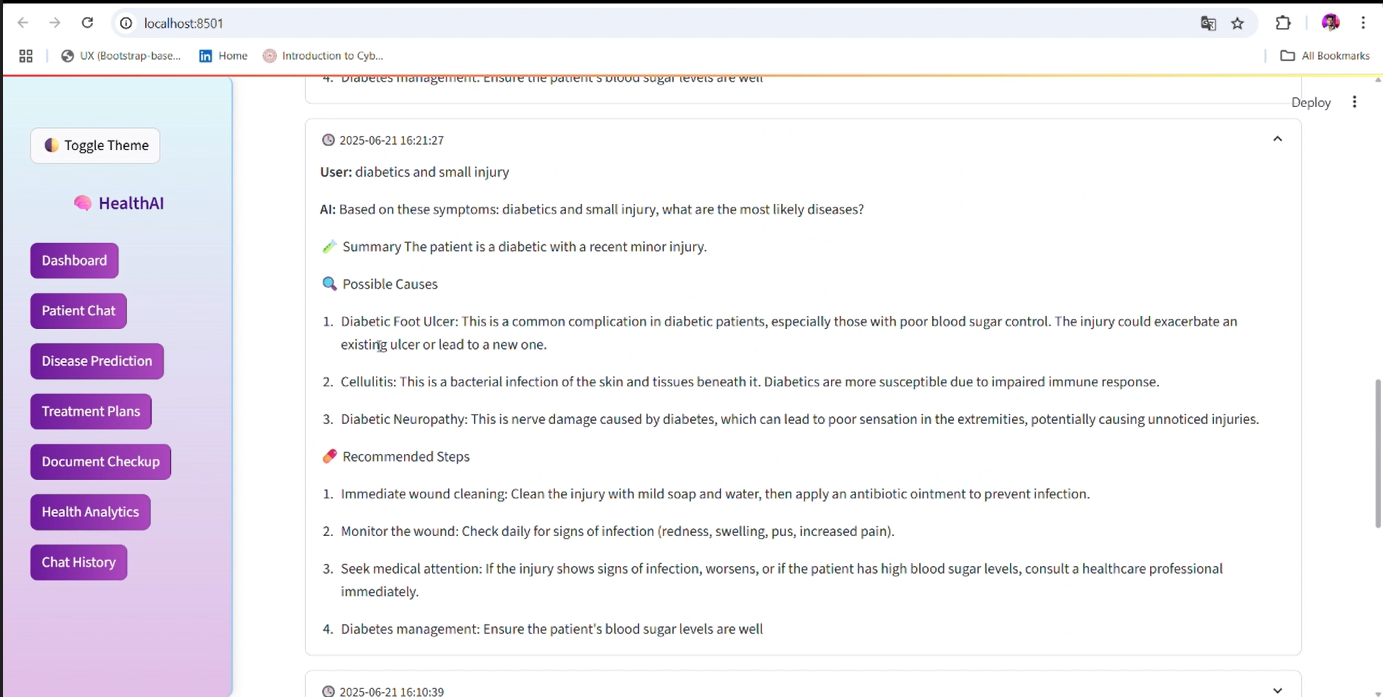 localhost:8501
UX (Bootstrap-base...
Home
Introduction to Cyb...
All Bookmarks
4. Diabetes management: Ensure the patient's blood sugar levels are well
Deploy
Toggle Theme
HealthAI
Dashboard
Patient Chat
Disease Prediction
Treatment Plans
Document Checkup
Health Analytics
Chat History
2025-06-21 16:21:27
User: diabetics and small injury
AI: Based on these symptoms: diabetics and small injury, what are the most likely diseases?
Summary The patient is a diabetic with a recent minor injury.
Possible Causes
1. Diabetic Foot Ulcer: This is a common complication in diabetic patients, especially those with poor blood sugar control. The injury could exacerbate an
existing ulcer or lead to a new one.
2. Cellulitis: This is a bacterial infection of the skin and tissues beneath it. Diabetics are more susceptible due to impaired immune response.
3. Diabetic Neuropathy: This is nerve damage caused by diabetes, which can lead to poor sensation in the extremities, potentially causing unnoticed injuries.
Recommended Steps
1. Immediate wound cleaning: Clean the injury with mild soap and water, then apply an antibiotic ointment to prevent infection.
2. Monitor the wound: Check daily for signs of infection (redness, swelling, pus, increased pain).
3. Seek medical attention: If the injury shows signs of infection, worsens, or if the patient has high blood sugar levels, consult a healthcare professional
immediately.
4. Diabetes management: Ensure the patient's blood sugar levels are well
2025-06-21 16:10:39